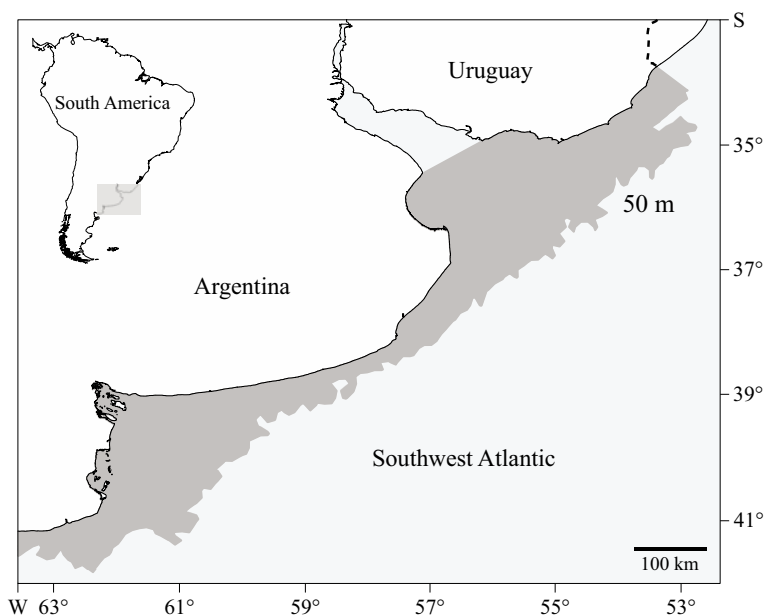 S
Uruguay
South America
35°
50 m
37°
Argentina
39°
Southwest Atlantic
41°
100 km
W 63° 61° 59° 57° 55° 53°